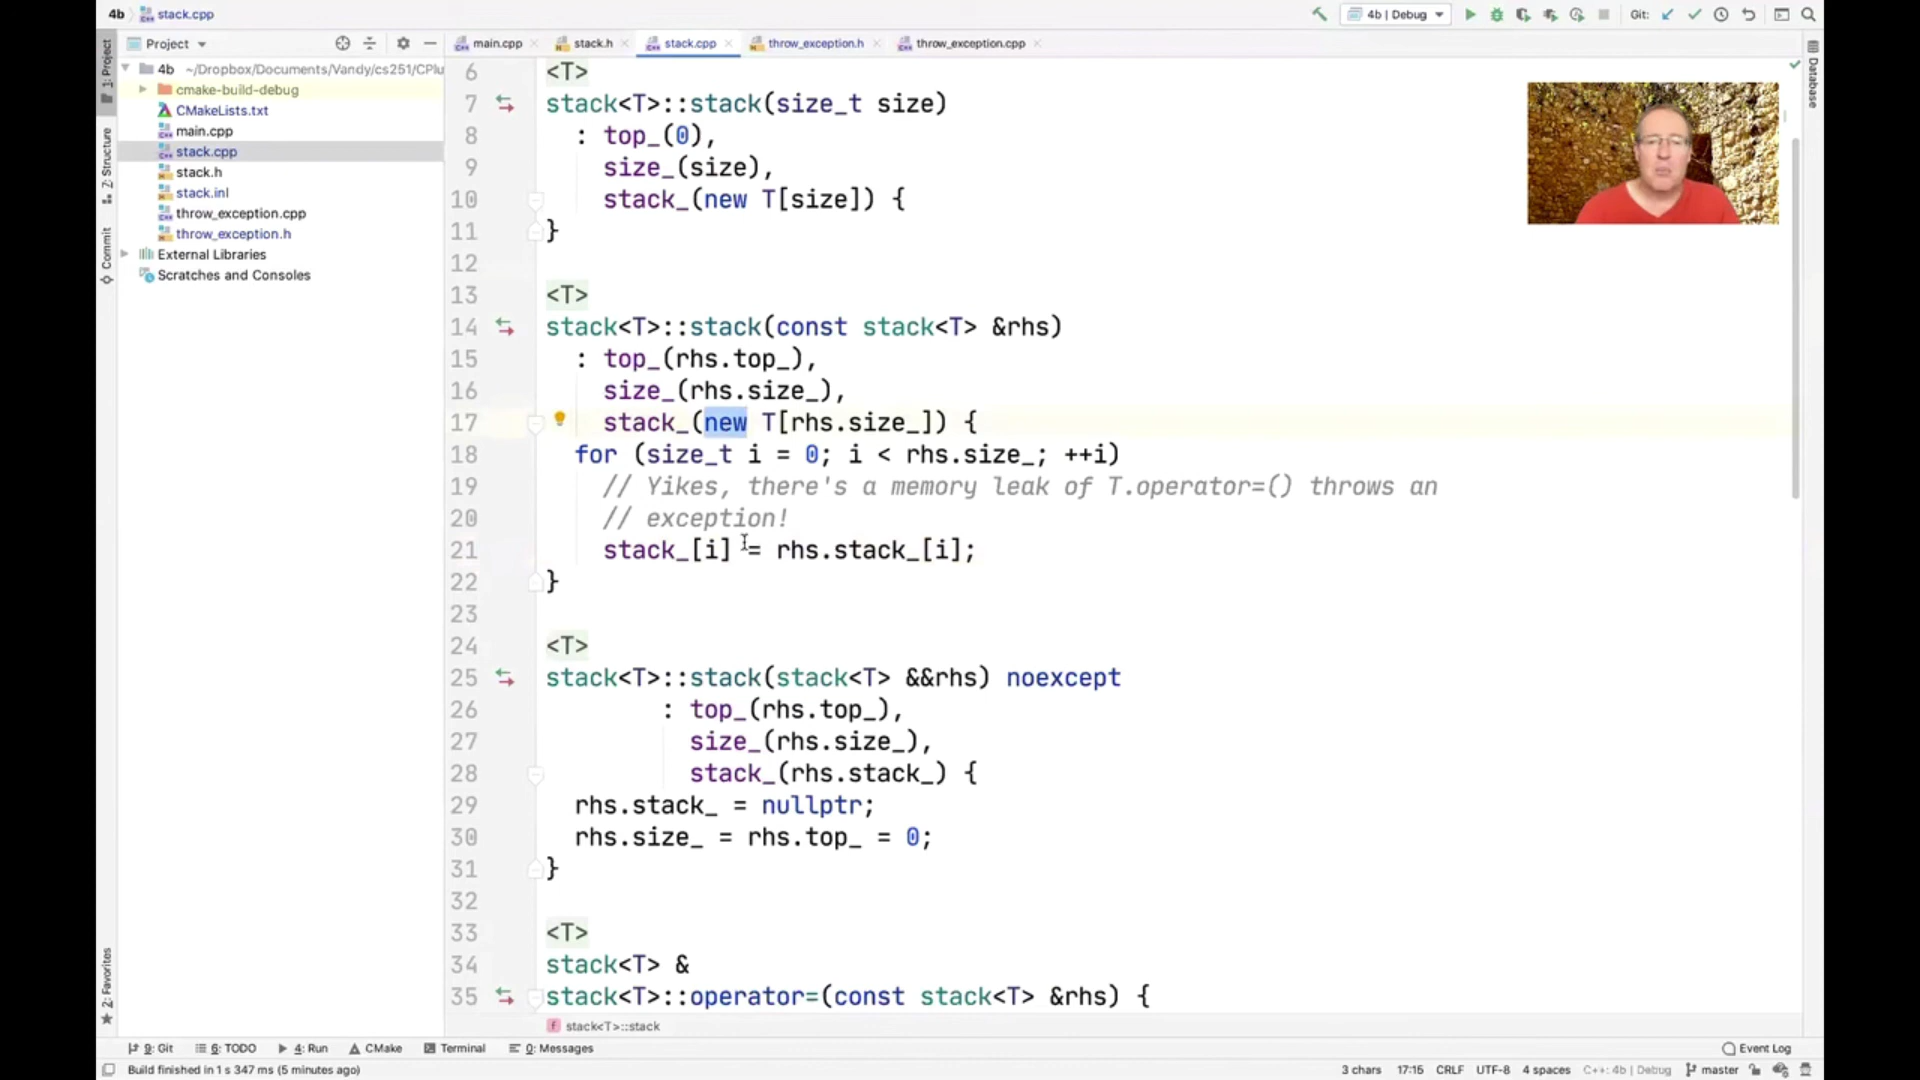 4b stack.cpp
4b | Debug
Git:
Project
main.cpp
stack.h
stack.cpp
throw_exception.h
throw_exception.cpp
1: Project
Z: Structure
Commit
2: Favorites
Database
4b ~/Dropbox/Documents/Vandy/cs251/CPlu
cmake-build-debug
CMakeLists.txt
main.cpp
stack.cpp
stack.h
stack.inl
throw_exception.cpp
throw_exception.h
External Libraries
Scratches and Consoles
6 <T>
7 stack<T>::stack(size_t size)
8 : top_(0),
9 size_(size),
10 stack_(new T[size]) {
11 }
12
13 <T>
14 stack<T>::stack(const stack<T> &rhs)
15 : top_(rhs.top_),
16 size_(rhs.size_),
17 stack_(new T[rhs.size_]) {
18 for (size_t i = 0; i < rhs.size_; ++i)
19 // Yikes, there's a memory leak of T.operator=() throws an
20 // exception!
21 stack_[i] = rhs.stack_[i];
22 }
23
24 <T>
25 stack<T>::stack(stack<T> &&rhs) noexcept
26 : top_(rhs.top_),
27 size_(rhs.size_),
28 stack_(rhs.stack_) {
29 rhs.stack_ = nullptr;
30 rhs.size_ = rhs.top_ = 0;
31 }
32
33 <T>
34 stack<T> &
35 stack<T>::operator=(const stack<T> &rhs) {
f stack<T>::stack
9: Git 6: TODO 4: Run CMake Terminal 0: Messages Event Log
Build finished in 1 s 347 ms (5 minutes ago) 3 chars 17:15 CRLF UTF-8 4 spaces C++: 4b | Debug master